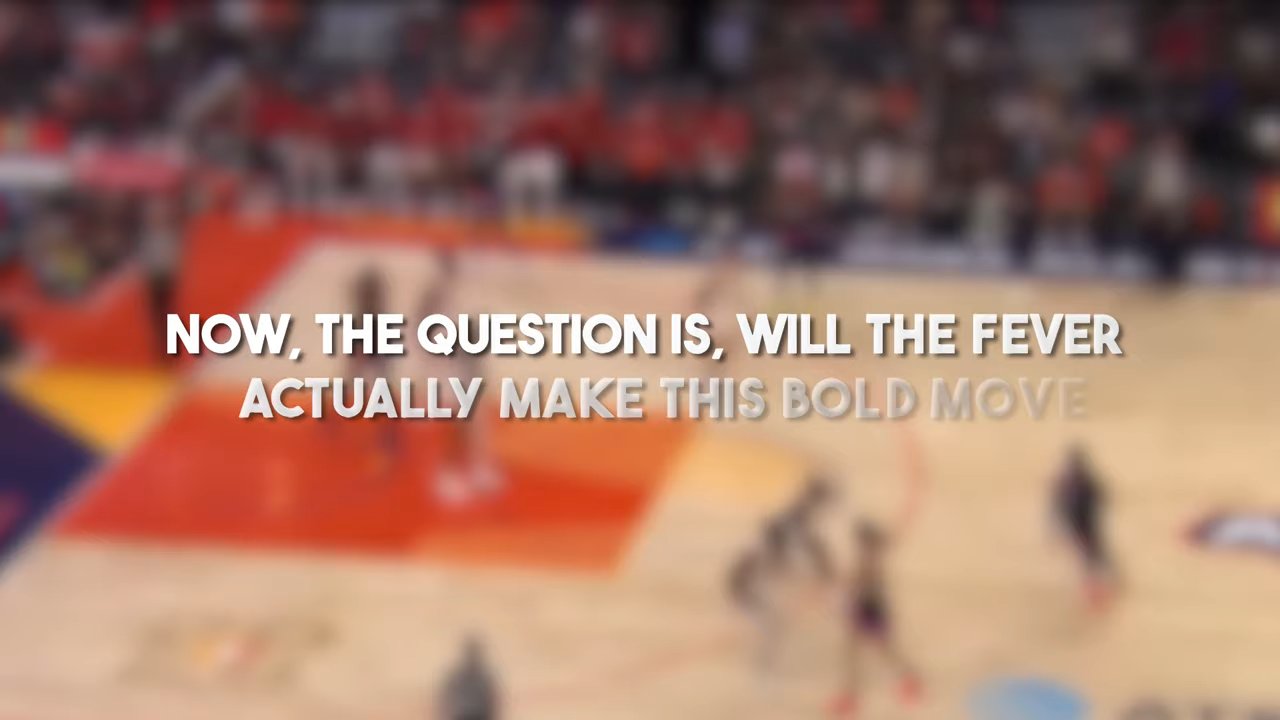 NOW, THE QUESTION IS, WILL THE FEVER
ACTUALLY MAKE THIS BOLD MOVE